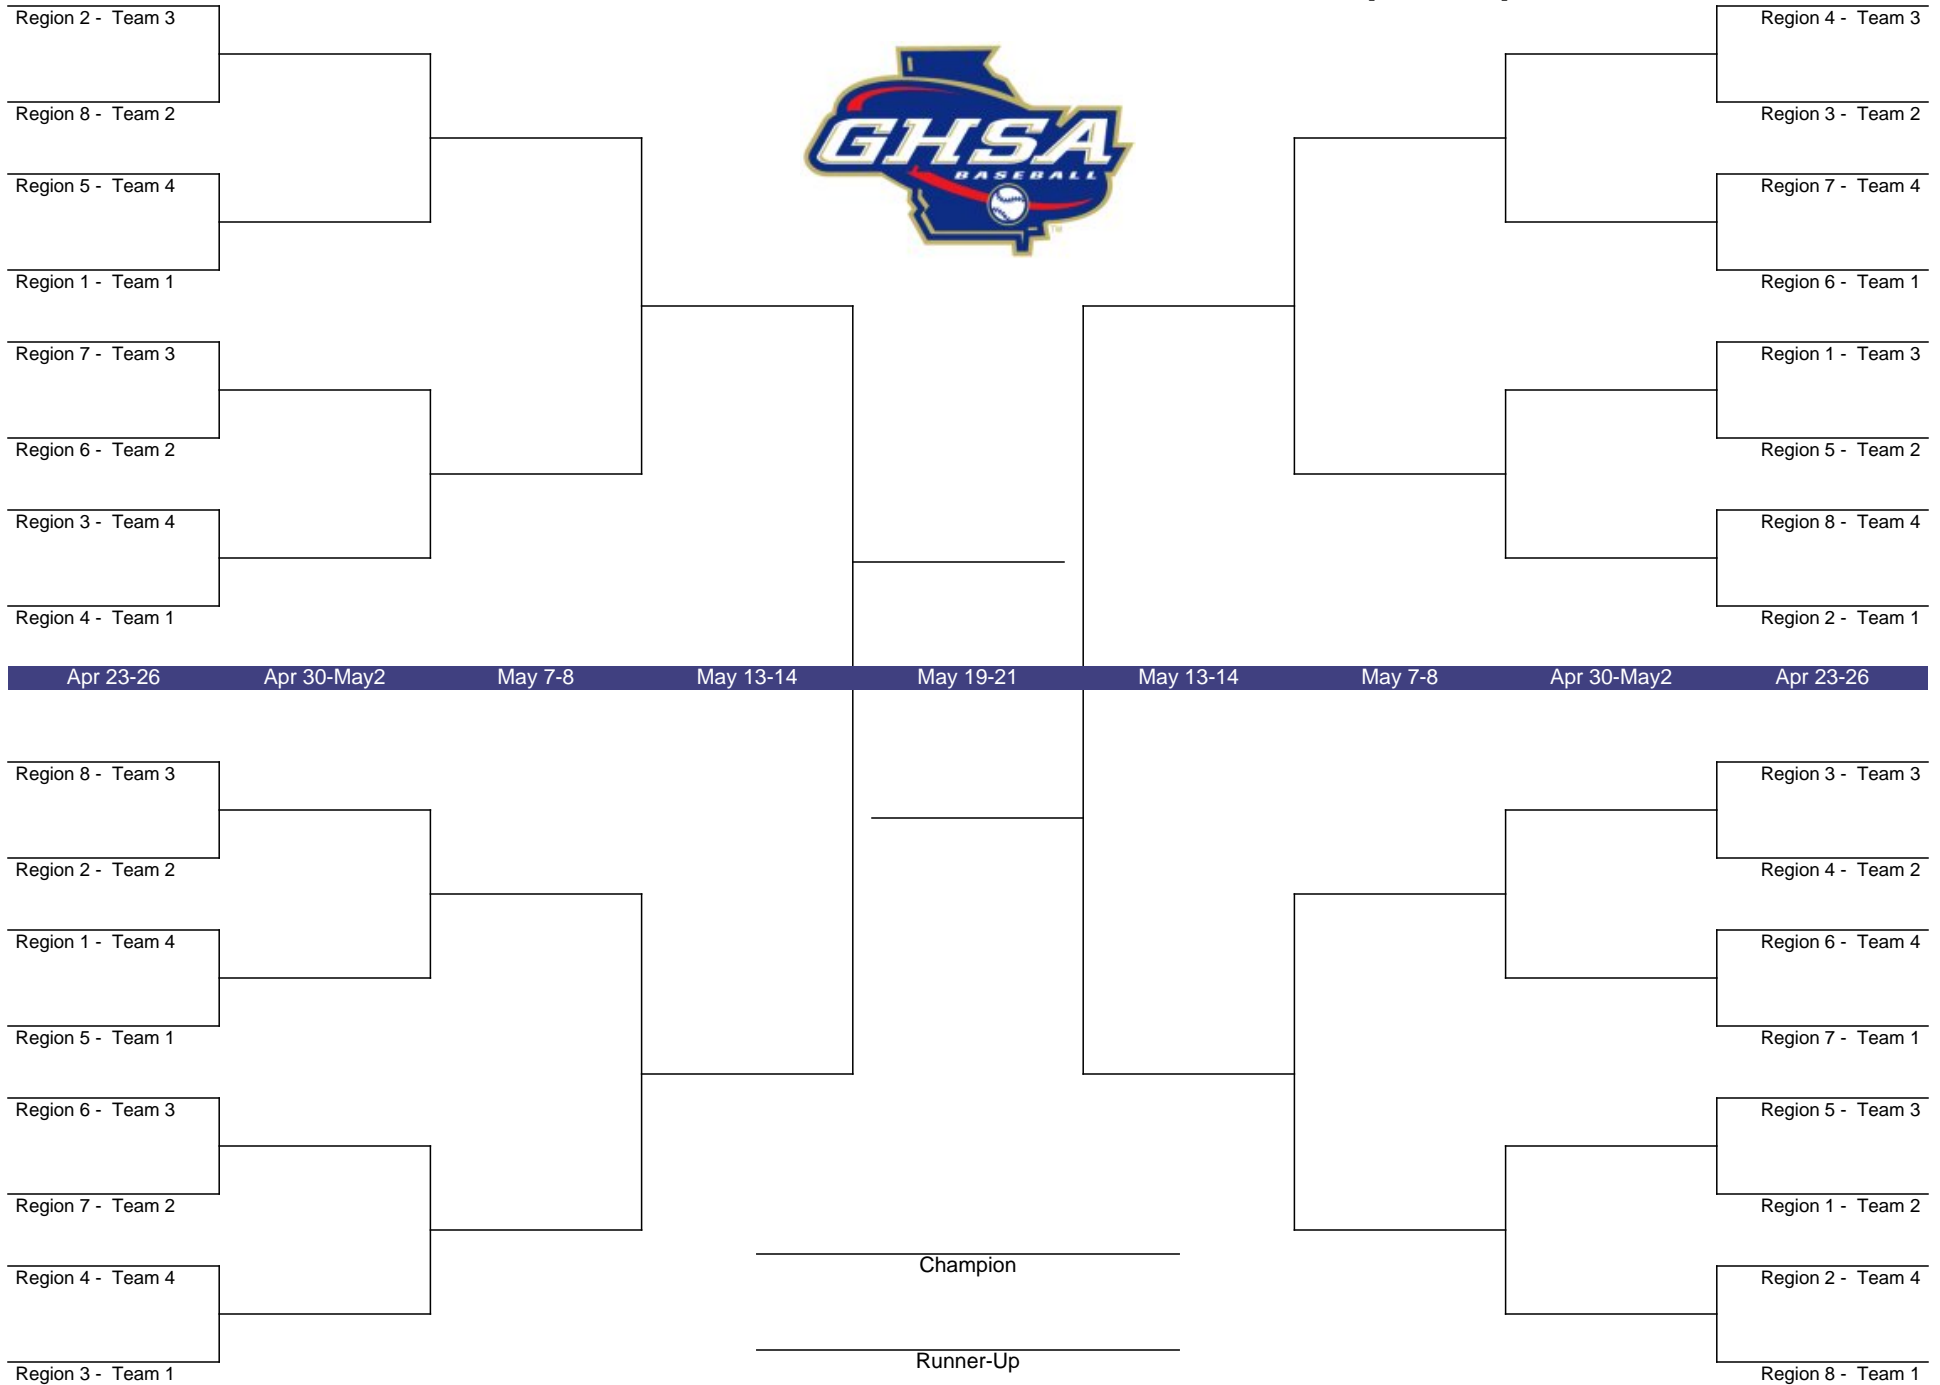 Region 2 - Team 3
Region 4 - Team 3
GHSA
BASEBALL
TM
Region 8 - Team 2
Region 3 - Team 2
Region 5 - Team 4
Region 7 - Team 4
Region 1 - Team 1
Region 6 - Team 1
Region 7 - Team 3
Region 1 - Team 3
Region 6 - Team 2
Region 5 - Team 2
Region 3 - Team 4
Region 8 - Team 4
Region 4 - Team 1
Region 2 - Team 1
Apr 23-26 Apr 30-May2 May 7-8 May 13-14 May 19-21 May 13-14 May 7-8 Apr 30-May2 Apr 23-26
Region 8 - Team 3
Region 3 - Team 3
Region 2 - Team 2
Region 4 - Team 2
Region 1 - Team 4
Region 6 - Team 4
Region 5 - Team 1
Region 7 - Team 1
Region 6 - Team 3
Region 5 - Team 3
Region 7 - Team 2
Region 1 - Team 2
Champion
Region 4 - Team 4
Region 2 - Team 4
Runner-Up
Region 3 - Team 1
Region 8 - Team 1